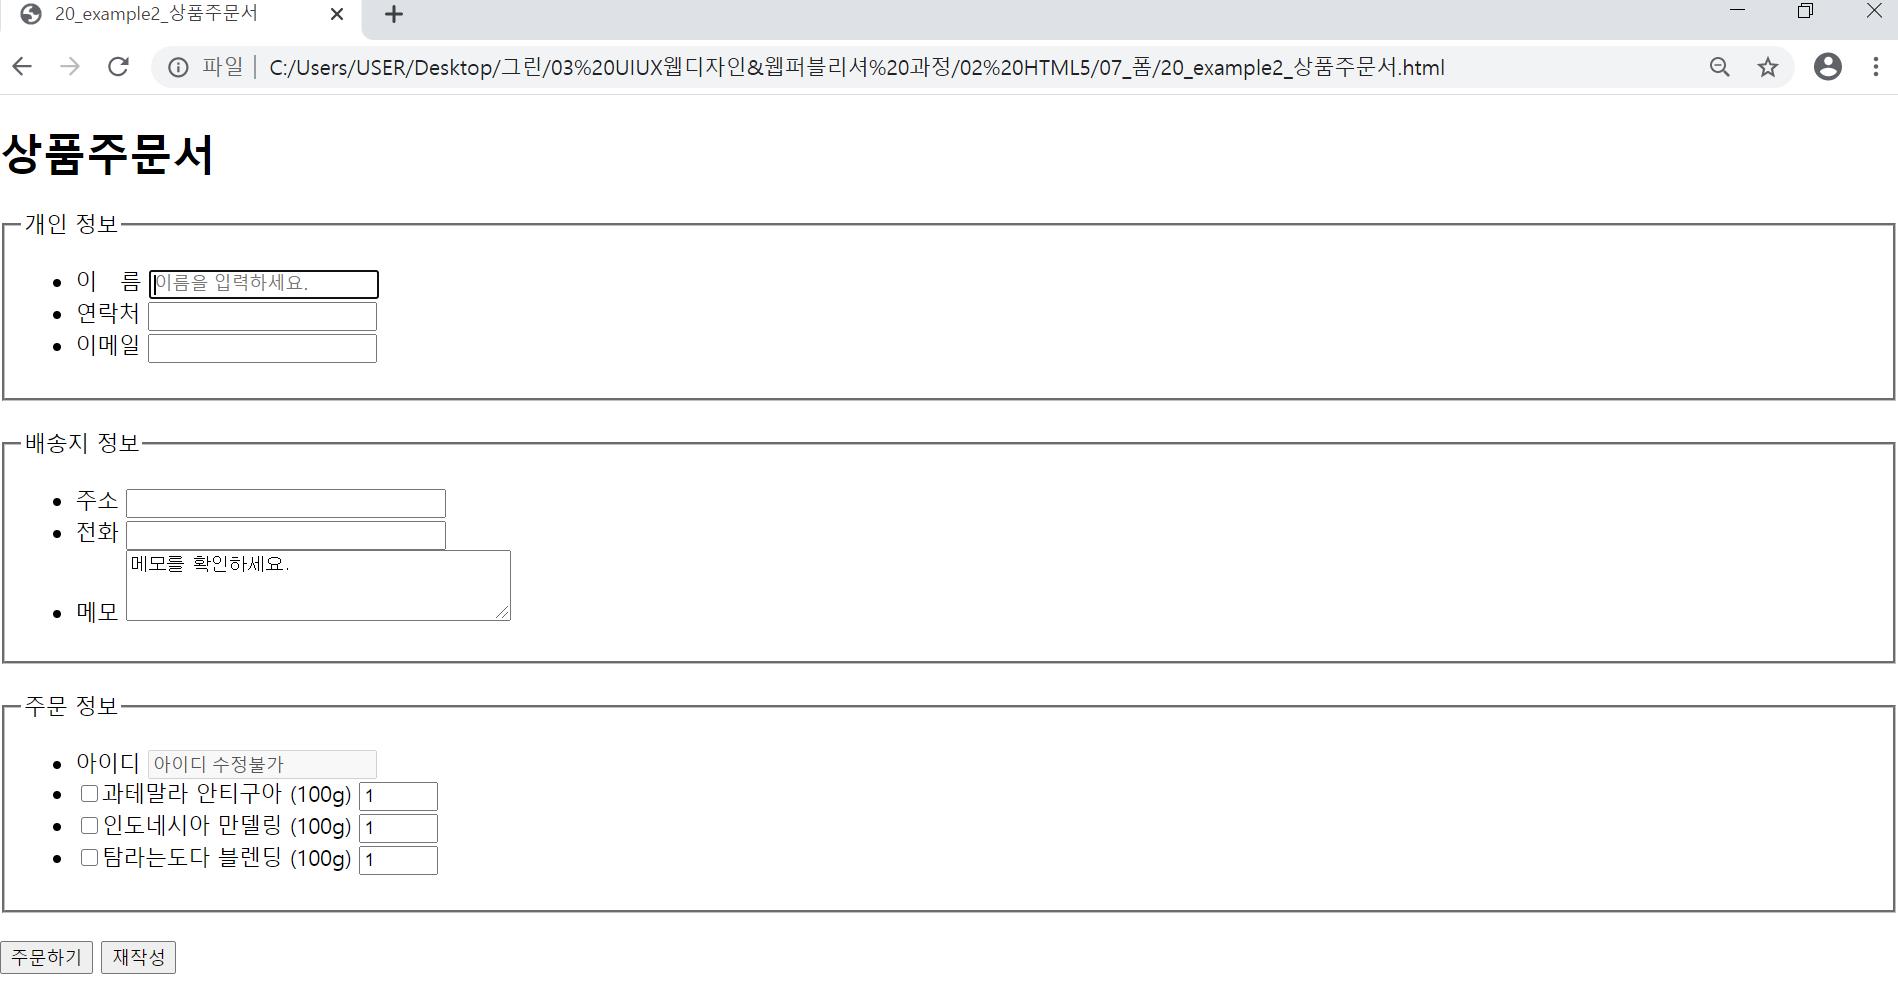 20_example2_상품주문서
파일 C:/Users/USER/Desktop/그린/03%20UIUX웹디자인&웹퍼블리셔%20과정/02%20HTML5/07_폼/20_example2_상품주문서.html
상품주문서
개인 정보
이 름 이름을 입력하세요.
연락처
이메일
배송지 정보
주소
전화
메모를 확인하세요.
메모
주문 정보
아이디 아이디 수정불가
과테말라 안티구아 (100g) 1
인도네시아 만델링 (100g) 1
탐라는도다 블렌딩 (100g) 1
주문하기 재작성